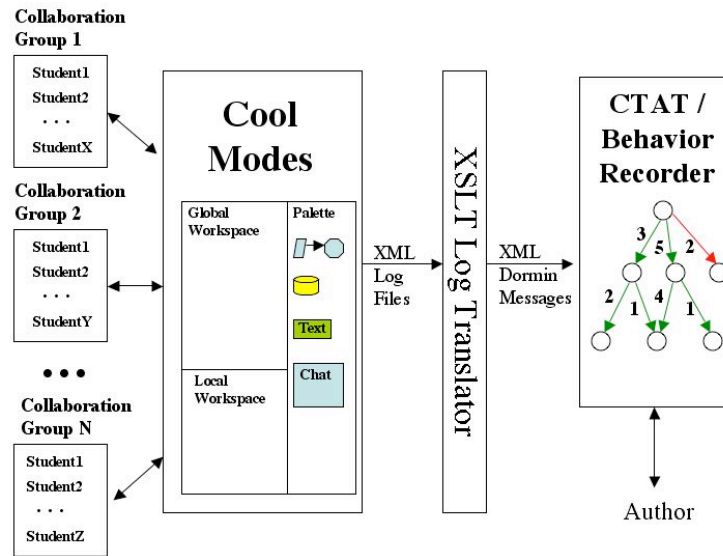 Collaboration
Group 1
Student1
Student2
. . .
StudentX
Collaboration
Group 2
Student1
Student2
. . .
StudentY
• • •
Collaboration
Group N
Student1
Student2
. . .
StudentZ
Cool
Modes
Global
Workspace
Palette
Text
Chat
Local
Workspace
XML
Log
Files
XSLT Log Translator
XML
Dormin
Messages
CTAT /
Behavior
Recorder
3 5 2
2 1 4 1
Author